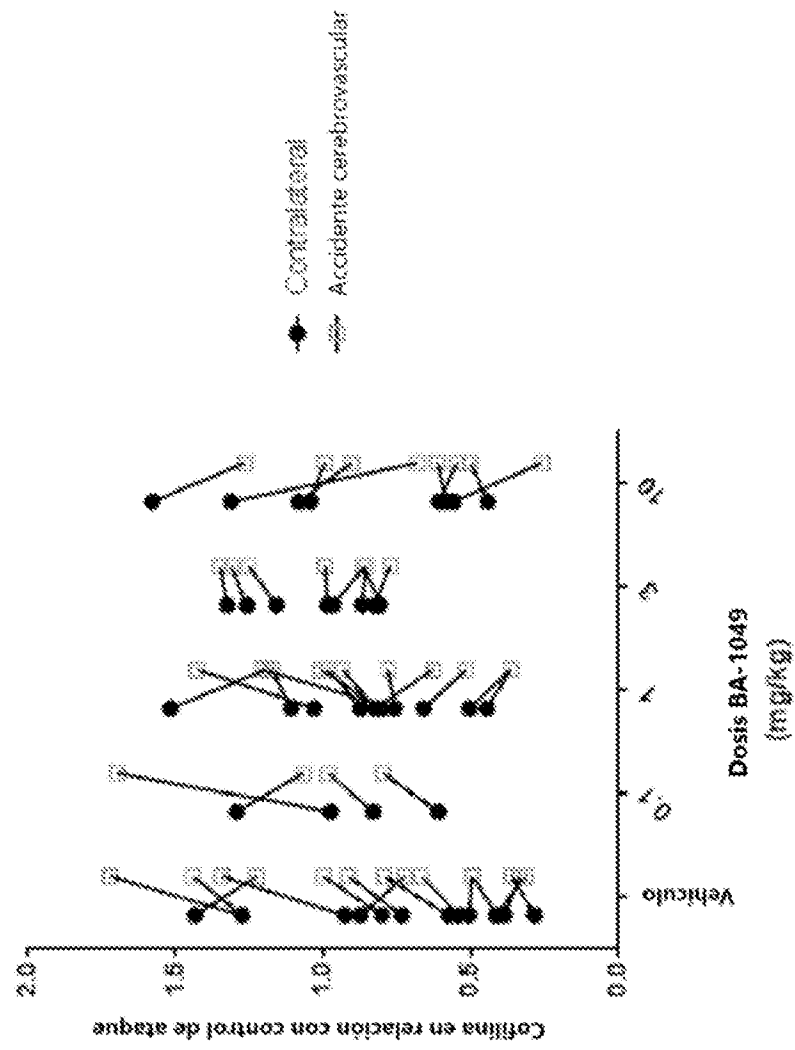 Cofilina en relación con control de ataque
2.0
1.5
1.0
0.5
0.0
Vehículo
0.1
1
5
10
Dosis BA-1049
(mg/kg)
Contralateral
Accidente cerebrovascular